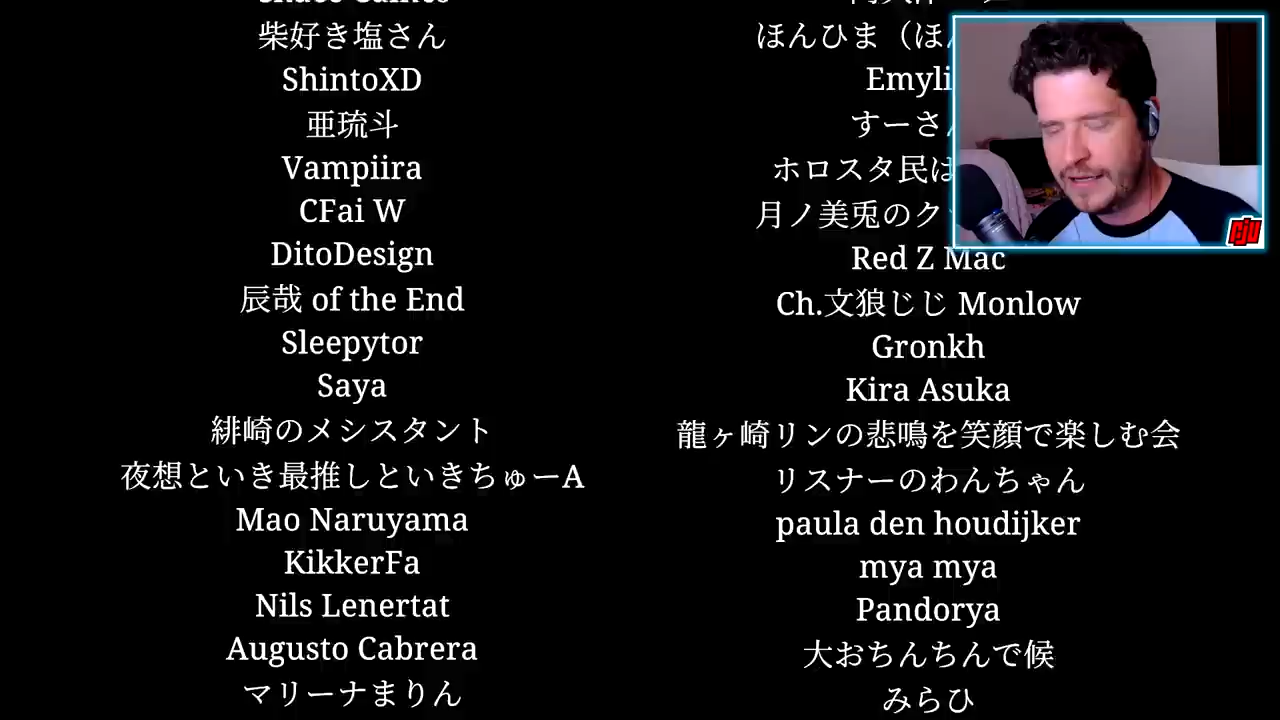 柴好き塩さん
ShintoXD
亜琉斗
Vampiira
CFai W
DitoDesign
辰哉 of the End
Sleepytor
Saya
緋崎のメシスタント
夜想といき最推しといきちゅーA
Mao Naruyama
KikkerFa
Nils Lenertat
Augusto Cabrera
マリーナまりん
ほんひま（ほん
Emyli
すーさん
ホロスタ民は
月ノ美兎のク
Red Z Mac
Ch.文狼じじ Monlow
Gronkh
Kira Asuka
龍ヶ崎リンの悲鳴を笑顔で楽しむ会
リスナーのわんちゃん
paula den houdijker
mya mya
Pandorya
大おちんちんで候
みらひ
rju